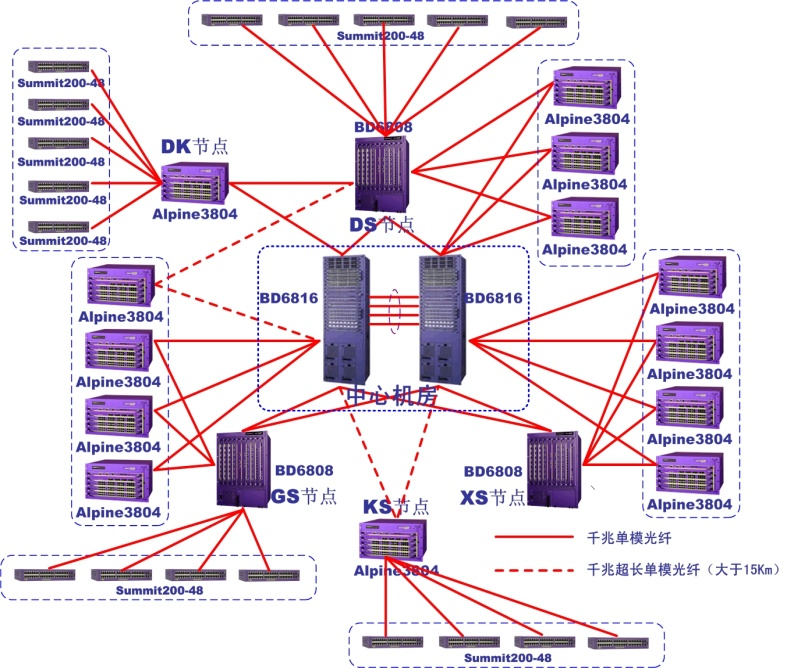 Summit200-48
Summit200-48
Summit200-48
Summit200-48
Summit200-48
Summit200-48
DK节点
Alpine3804
BD6808
DS节点
Alpine3804
Alpine3804
Alpine3804
BD6816
BD6816
中心机房
Alpine3804
Alpine3804
Alpine3804
Alpine3804
Alpine3804
Alpine3804
Alpine3804
Alpine3804
BD6808
GS节点
BD6808
XS节点
KS节点
Alpine3804
Summit200-48
Summit200-48
千兆单模光纤
千兆超长单模光纤（大于15Km）